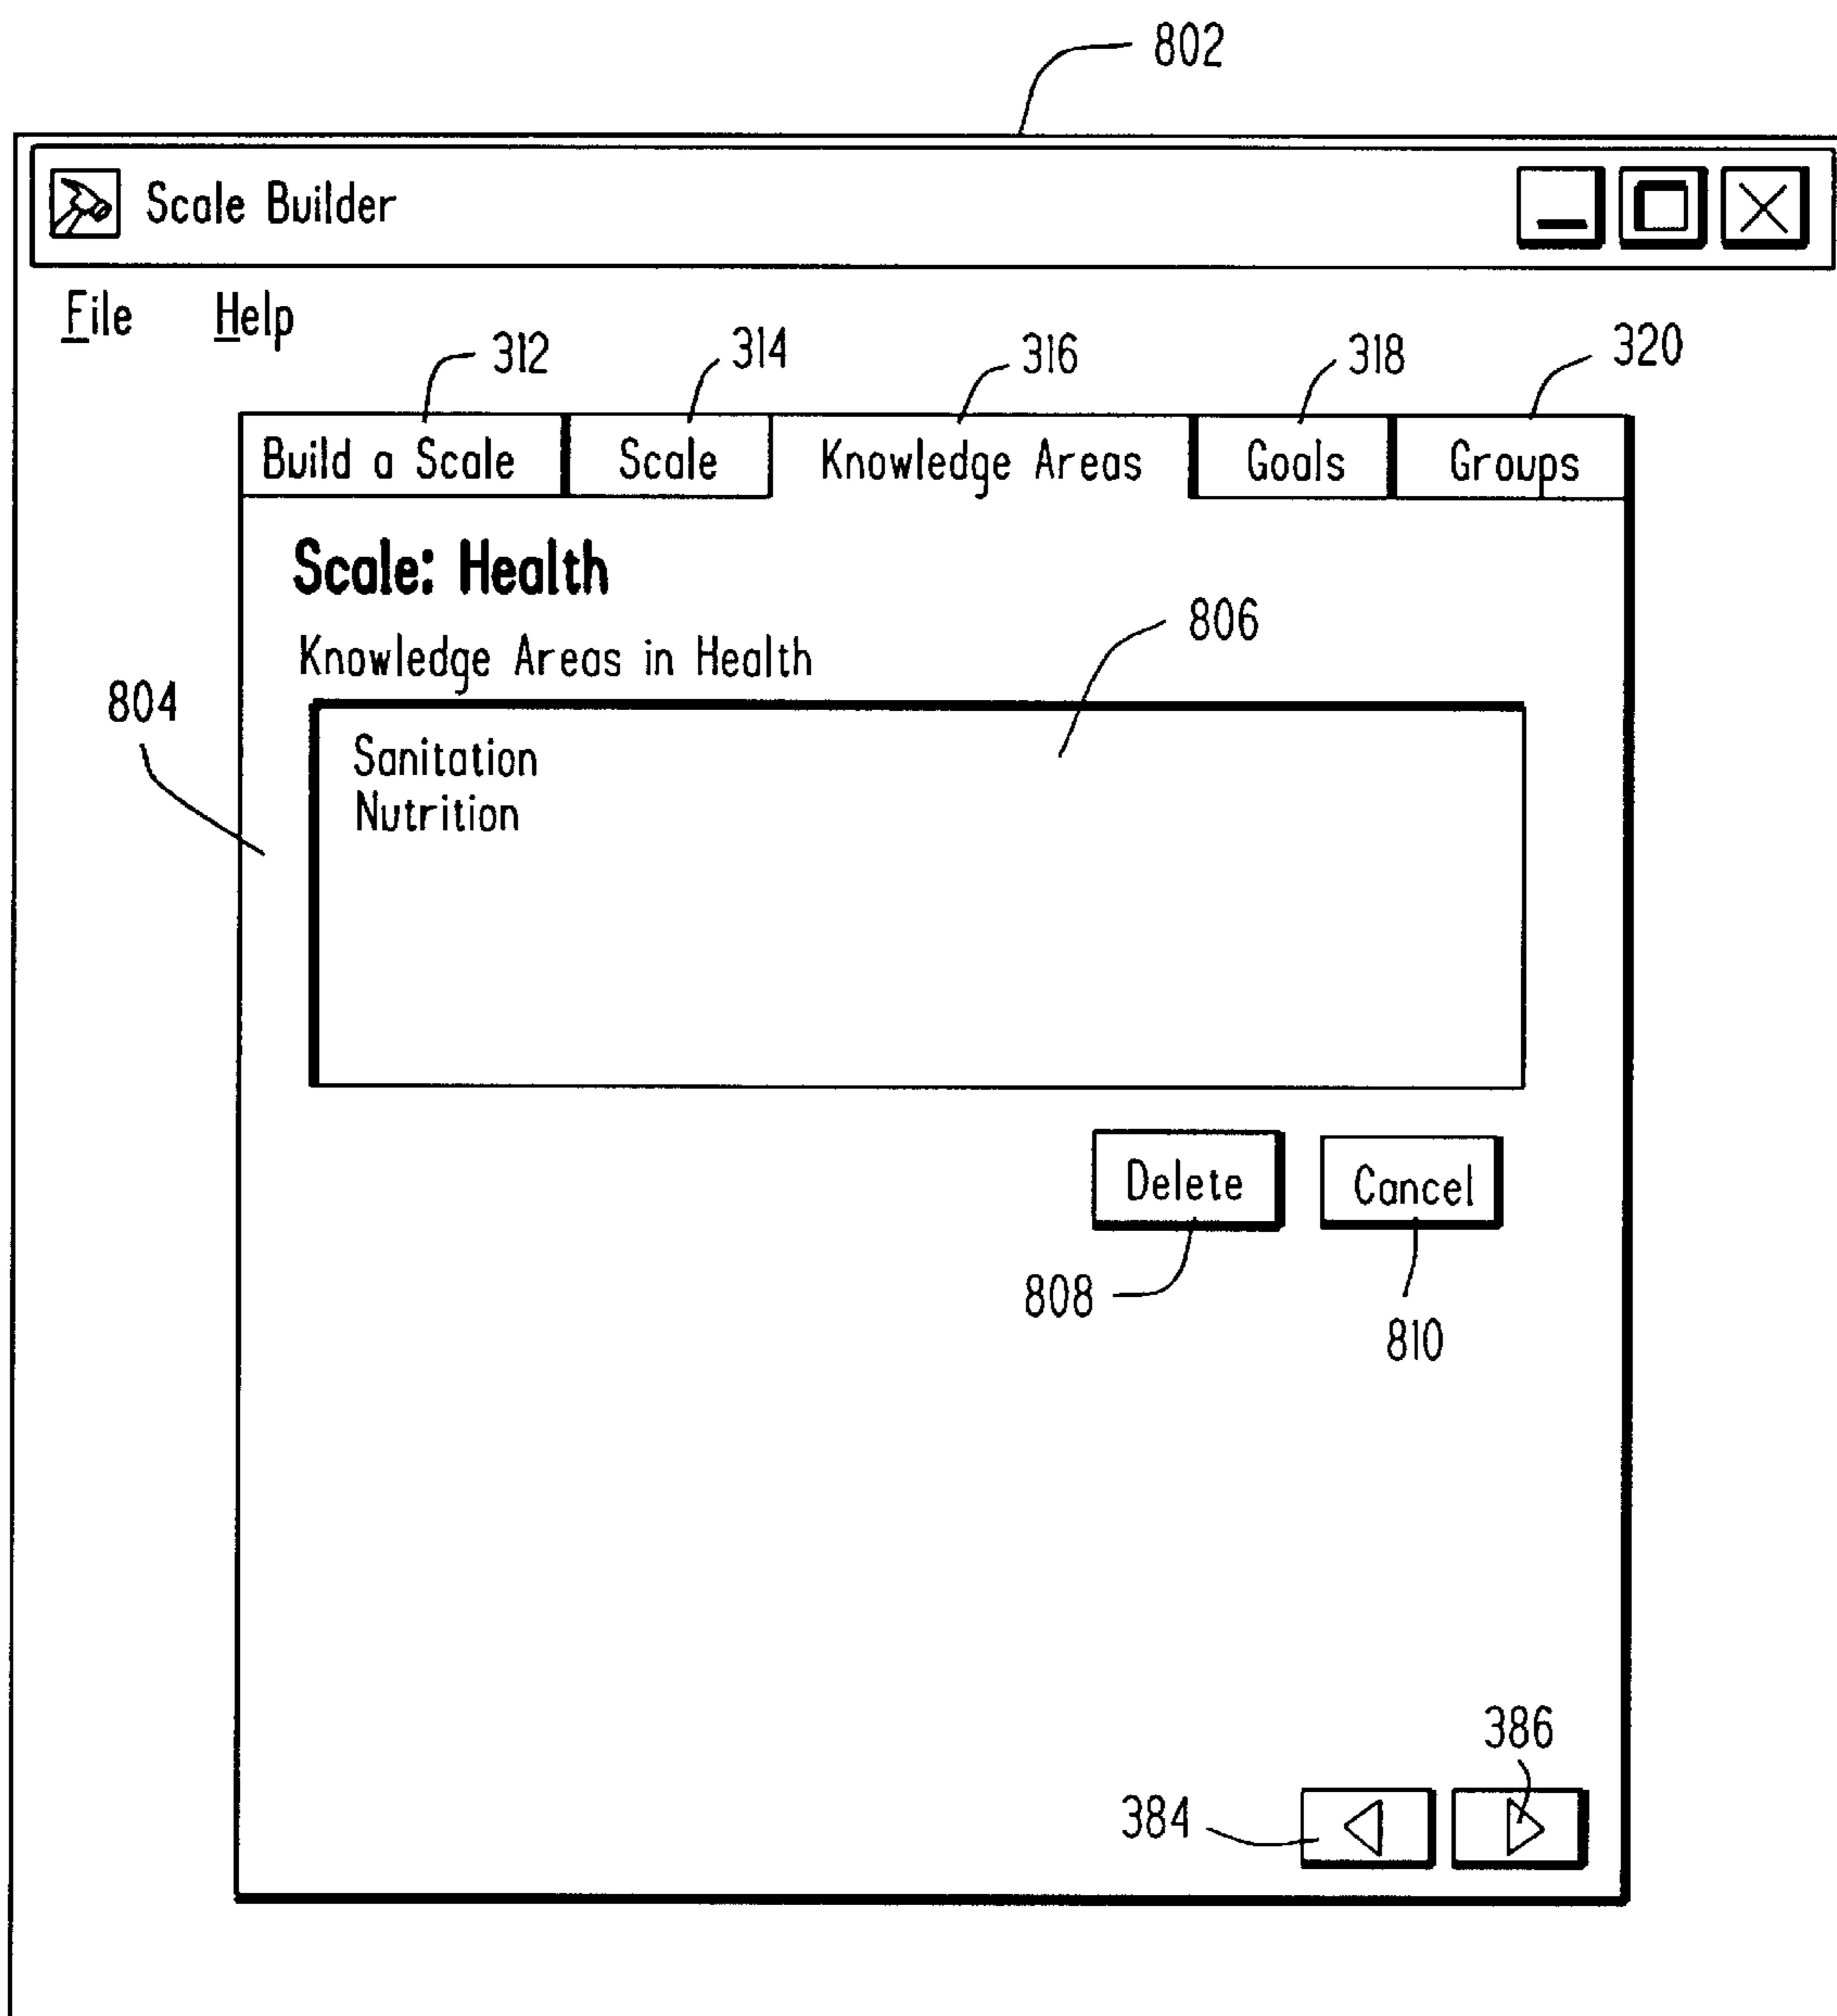 802
Scale Builder
File Help
312 314 316 318 320
Build a Scale Scale Knowledge Areas Goals Groups
Scale: Health
806
Knowledge Areas in Health
804
Sanitation
Nutrition
Delete Cancel
808
810
386
384